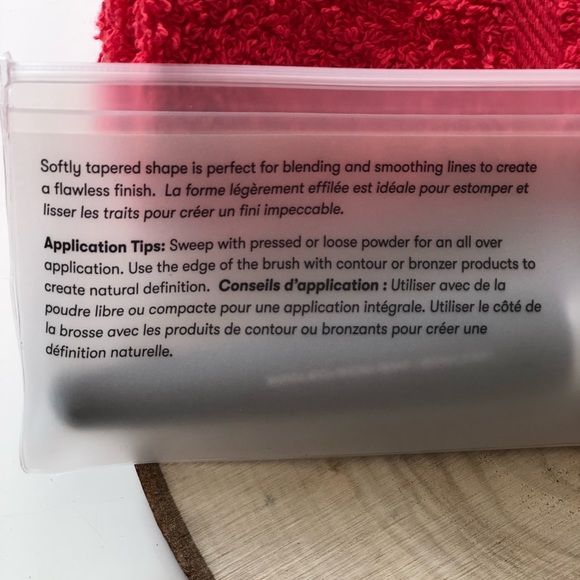 Softly tapered shape is perfect for blending and smoothing lines to create
a flawless finish. La forme légèrement effilée est idéale pour estomper et
lisser les traits pour créer un fini impeccable.
Application Tips: Sweep with pressed or loose powder for an all over
application. Use the edge of the brush with contour or bronzer products to
create natural definition. Conseils d'application : Utiliser avec de la
poudre libre ou compacte pour une application intégrale. Utiliser le côté de
la brosse avec les produits de contour ou bronzants pour créer une
définition naturelle.